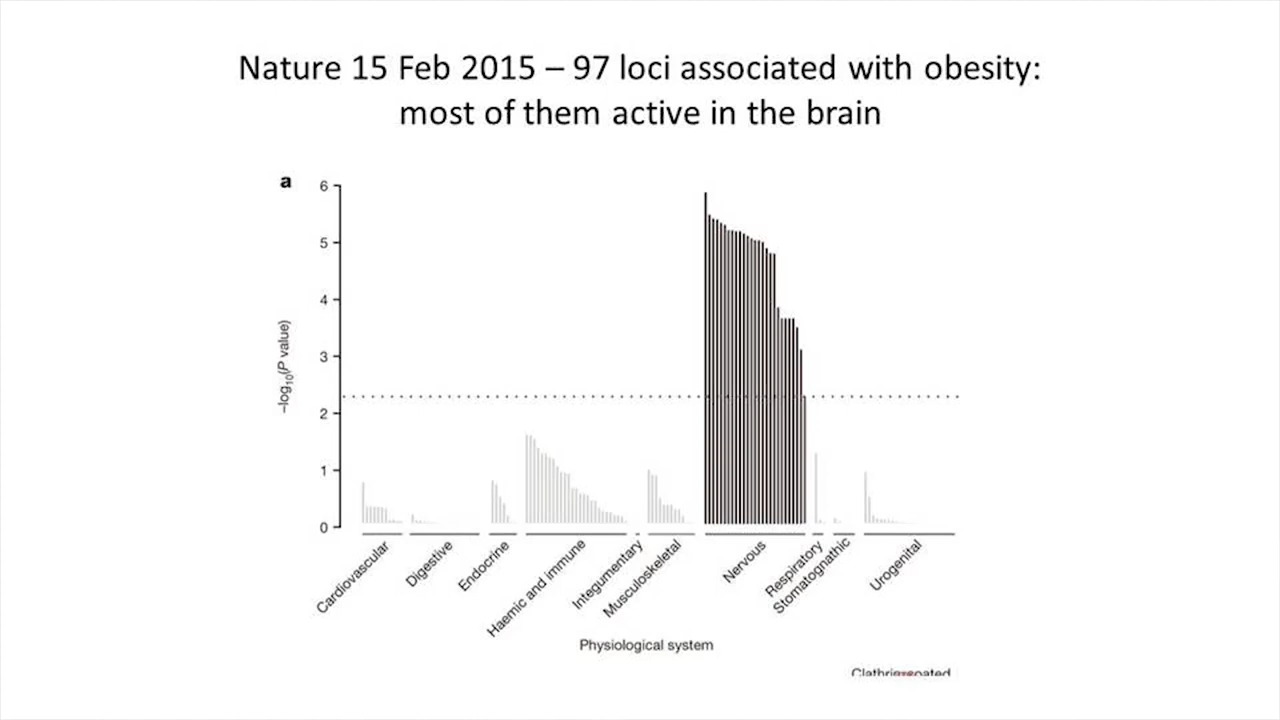 Nature 15 Feb 2015 – 97 loci associated with obesity:
most of them active in the brain
a
6
5
4
3
2
1
0
–log10(P value)
Cardiovascular
Digestive
Endocrine
Haemic and immune
Integumentary
Musculoskeletal
Nervous
Respiratory
Stomatognathic
Urogenital
Physiological system